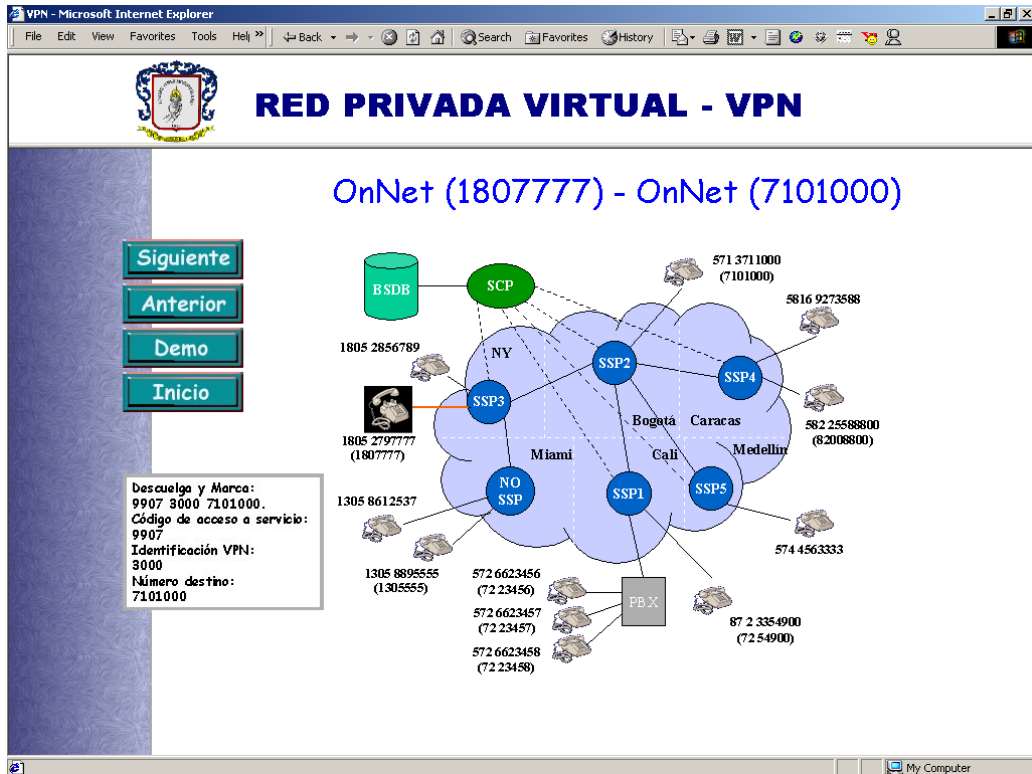 VPN - Microsoft Internet Explorer
File Edit View Favorites Tools Help »
Back Search Favorites History
RED PRIVADA VIRTUAL - VPN
OnNet (1807777) - OnNet (7101000)
Siguiente
Anterior
Demo
Inicio
Descuelga y Marca:
9907 3000 7101000.
Código de acceso a servicio:
9907
Identificación VPN:
3000
Número destino:
7101000
BSDB
SCP
571 3711000
(7101000)
5816 9273588
1805 2856789
NY
SSP2
SSP4
SSP3
1805 2797777
(1807777)
Bogotá
Caracas
582 25588800
(82008800)
Miami
Cali
Medellín
NO
SSP
SSP1
SSP5
1305 8612537
574 4563333
1305 8895555
(1305555)
572 6623456
(72 23456)
PBX
572 6623457
(72 23457)
87 2 3354900
(72 54900)
572 6623458
(72 23458)
My Computer